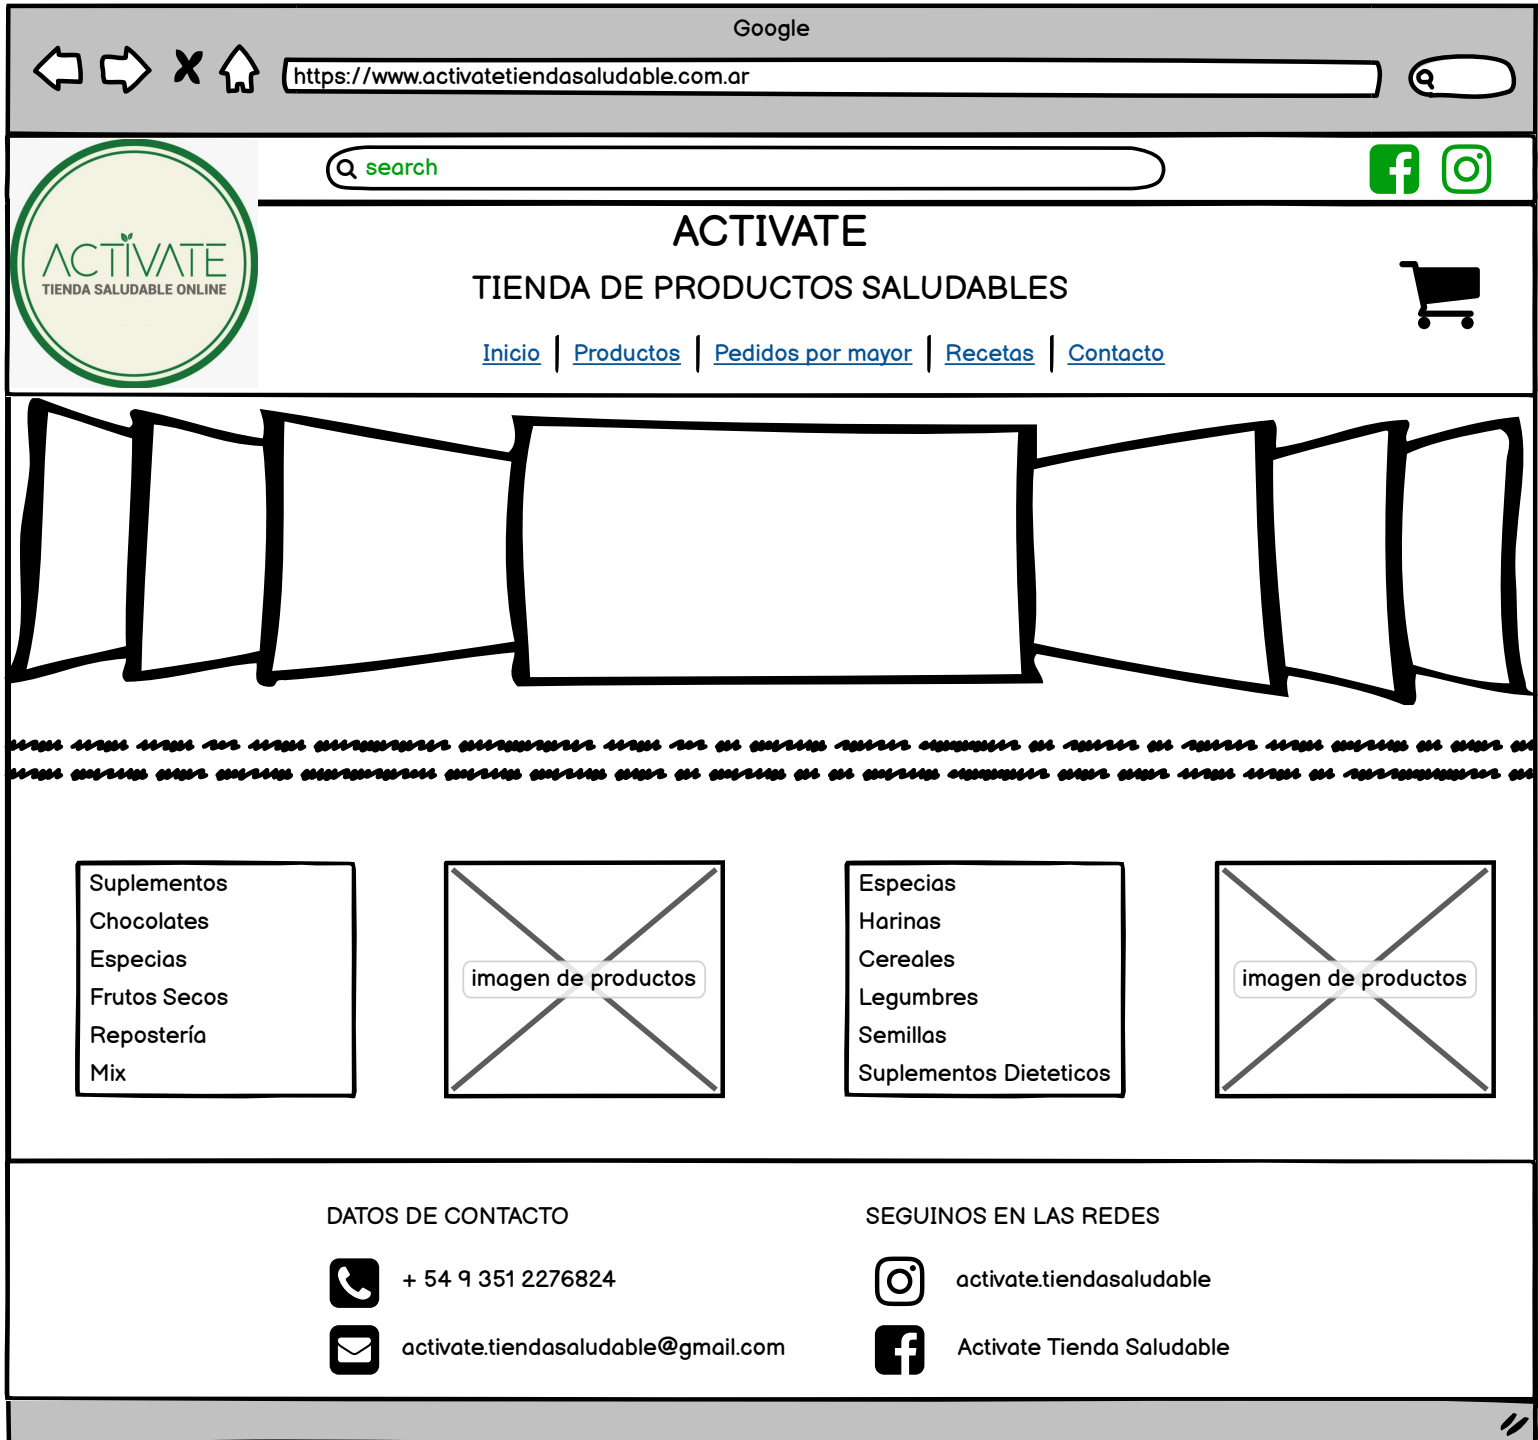 Google
https://www.activatetiendasaludable.com.ar
search
ACTIVATE
TIENDA SALUDABLE ONLINE
ACTIVATE
TIENDA DE PRODUCTOS SALUDABLES
Inicio Productos Pedidos por mayor Recetas Contacto
Suplementos
Chocolates
Especias
Frutos Secos
Repostería
Mix
imagen de productos
Especias
Harinas
Cereales
Legumbres
Semillas
Suplementos Dieteticos
imagen de productos
DATOS DE CONTACTO
+ 54 9 351 2276824
activate.tiendasaludable@gmail.com
SEGUINOS EN LAS REDES
activate.tiendasaludable
Activate Tienda Saludable